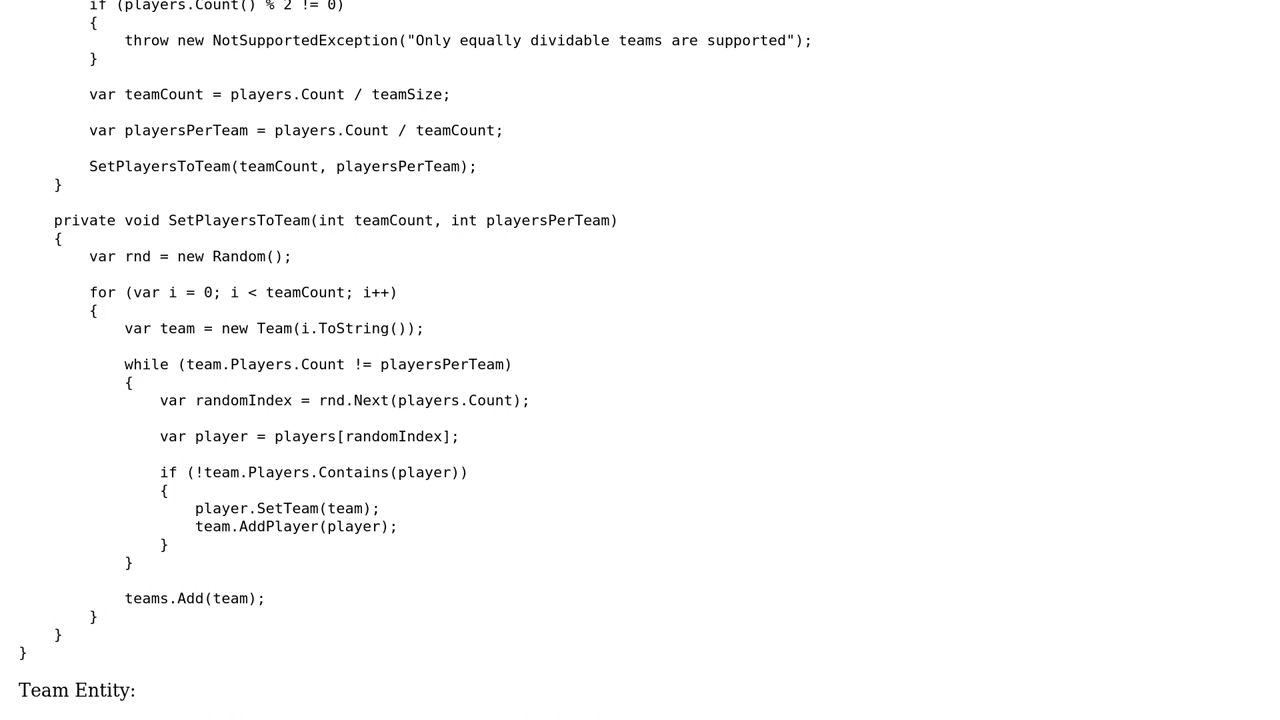 if (players.Count() % 2 != 0)
{
throw new NotSupportedException("Only equally dividable teams are supported");
}
var teamCount = players.Count / teamSize;
var playersPerTeam = players.Count / teamCount;
SetPlayersToTeam(teamCount, playersPerTeam);
}
private void SetPlayersToTeam(int teamCount, int playersPerTeam)
{
var rnd = new Random();
for (var i = 0; i < teamCount; i++)
{
var team = new Team(i.ToString());
while (team.Players.Count != playersPerTeam)
{
var randomIndex = rnd.Next(players.Count);
var player = players[randomIndex];
if (!team.Players.Contains(player))
{
player.SetTeam(team);
team.AddPlayer(player);
}
}
teams.Add(team);
}
}
}
Team Entity: